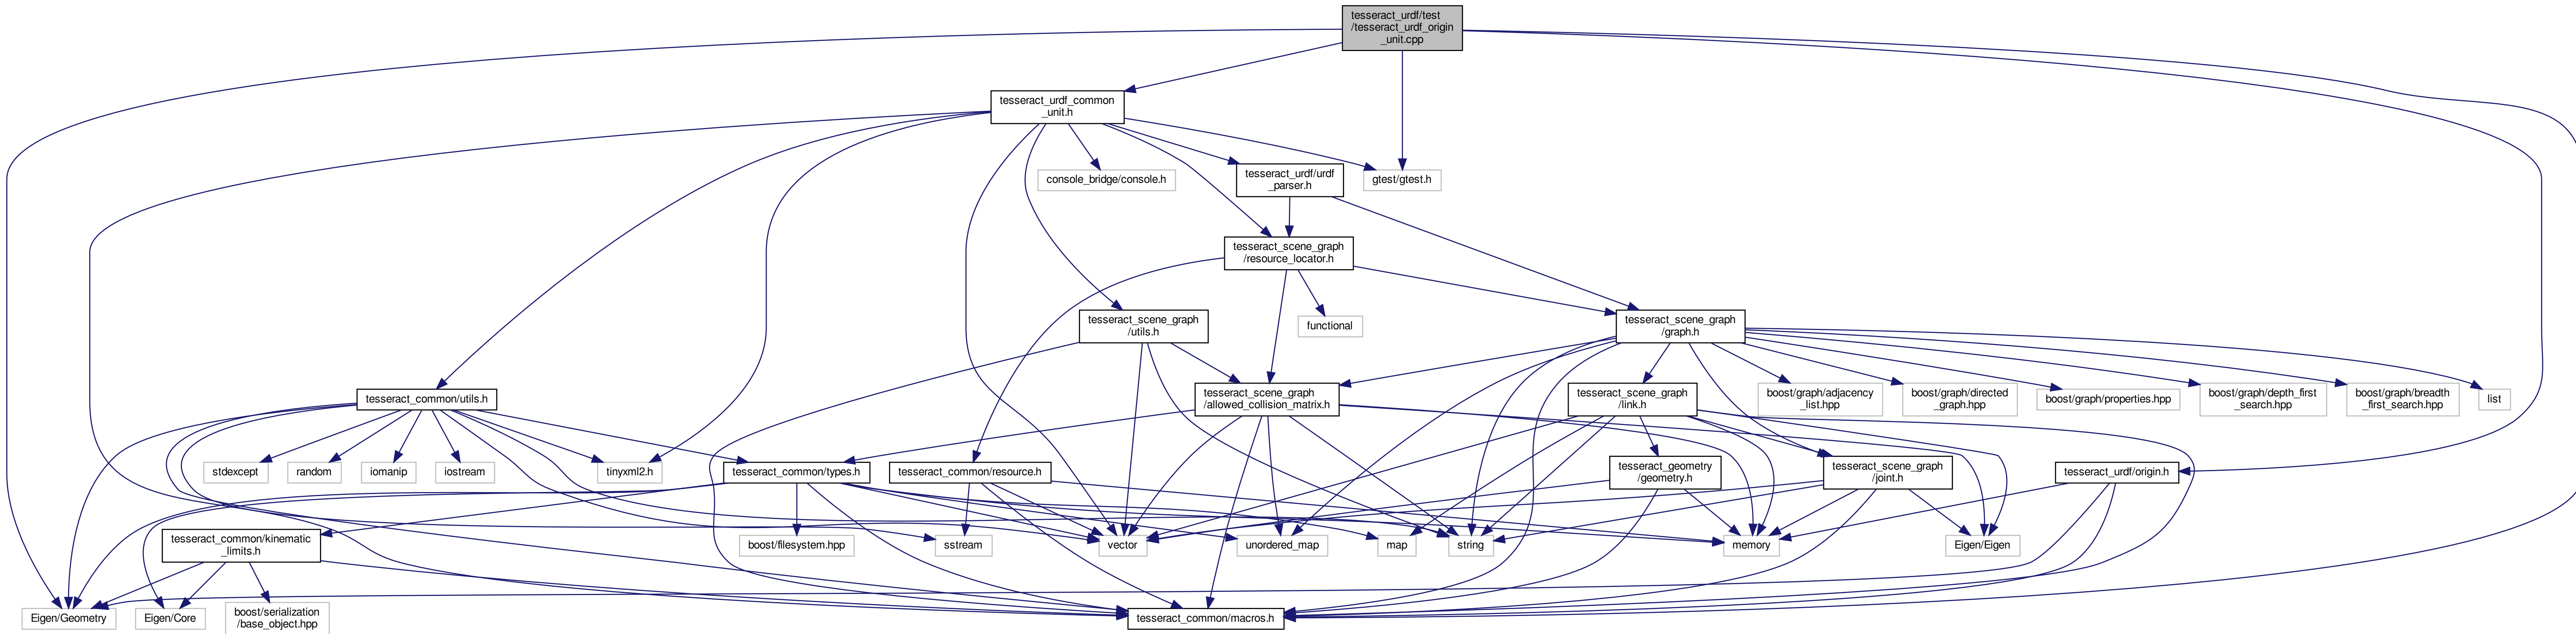 tesseract_urdf/test
/tesseract_urdf_origin
_unit.cpp
tesseract_urdf_common
_unit.h
console_bridge/console.h
tesseract_urdf/urdf
_parser.h
gtest/gtest.h
tesseract_scene_graph
/resource_locator.h
tesseract_scene_graph
/utils.h
functional
tesseract_scene_graph
/graph.h
tesseract_common/utils.h
tesseract_scene_graph
/allowed_collision_matrix.h
tesseract_scene_graph
/link.h
boost/graph/adjacency
_list.hpp
boost/graph/directed
_graph.hpp
boost/graph/properties.hpp
boost/graph/depth_first
_search.hpp
boost/graph/breadth
_first_search.hpp
list
stdexcept
random
iomanip
iostream
tinyxml2.h
tesseract_common/types.h
tesseract_common/resource.h
tesseract_geometry
/geometry.h
tesseract_scene_graph
/joint.h
tesseract_urdf/origin.h
tesseract_common/kinematic
_limits.h
boost/filesystem.hpp
sstream
vector
unordered_map
map
string
memory
Eigen/Eigen
Eigen/Geometry
Eigen/Core
boost/serialization
/base_object.hpp
tesseract_common/macros.h